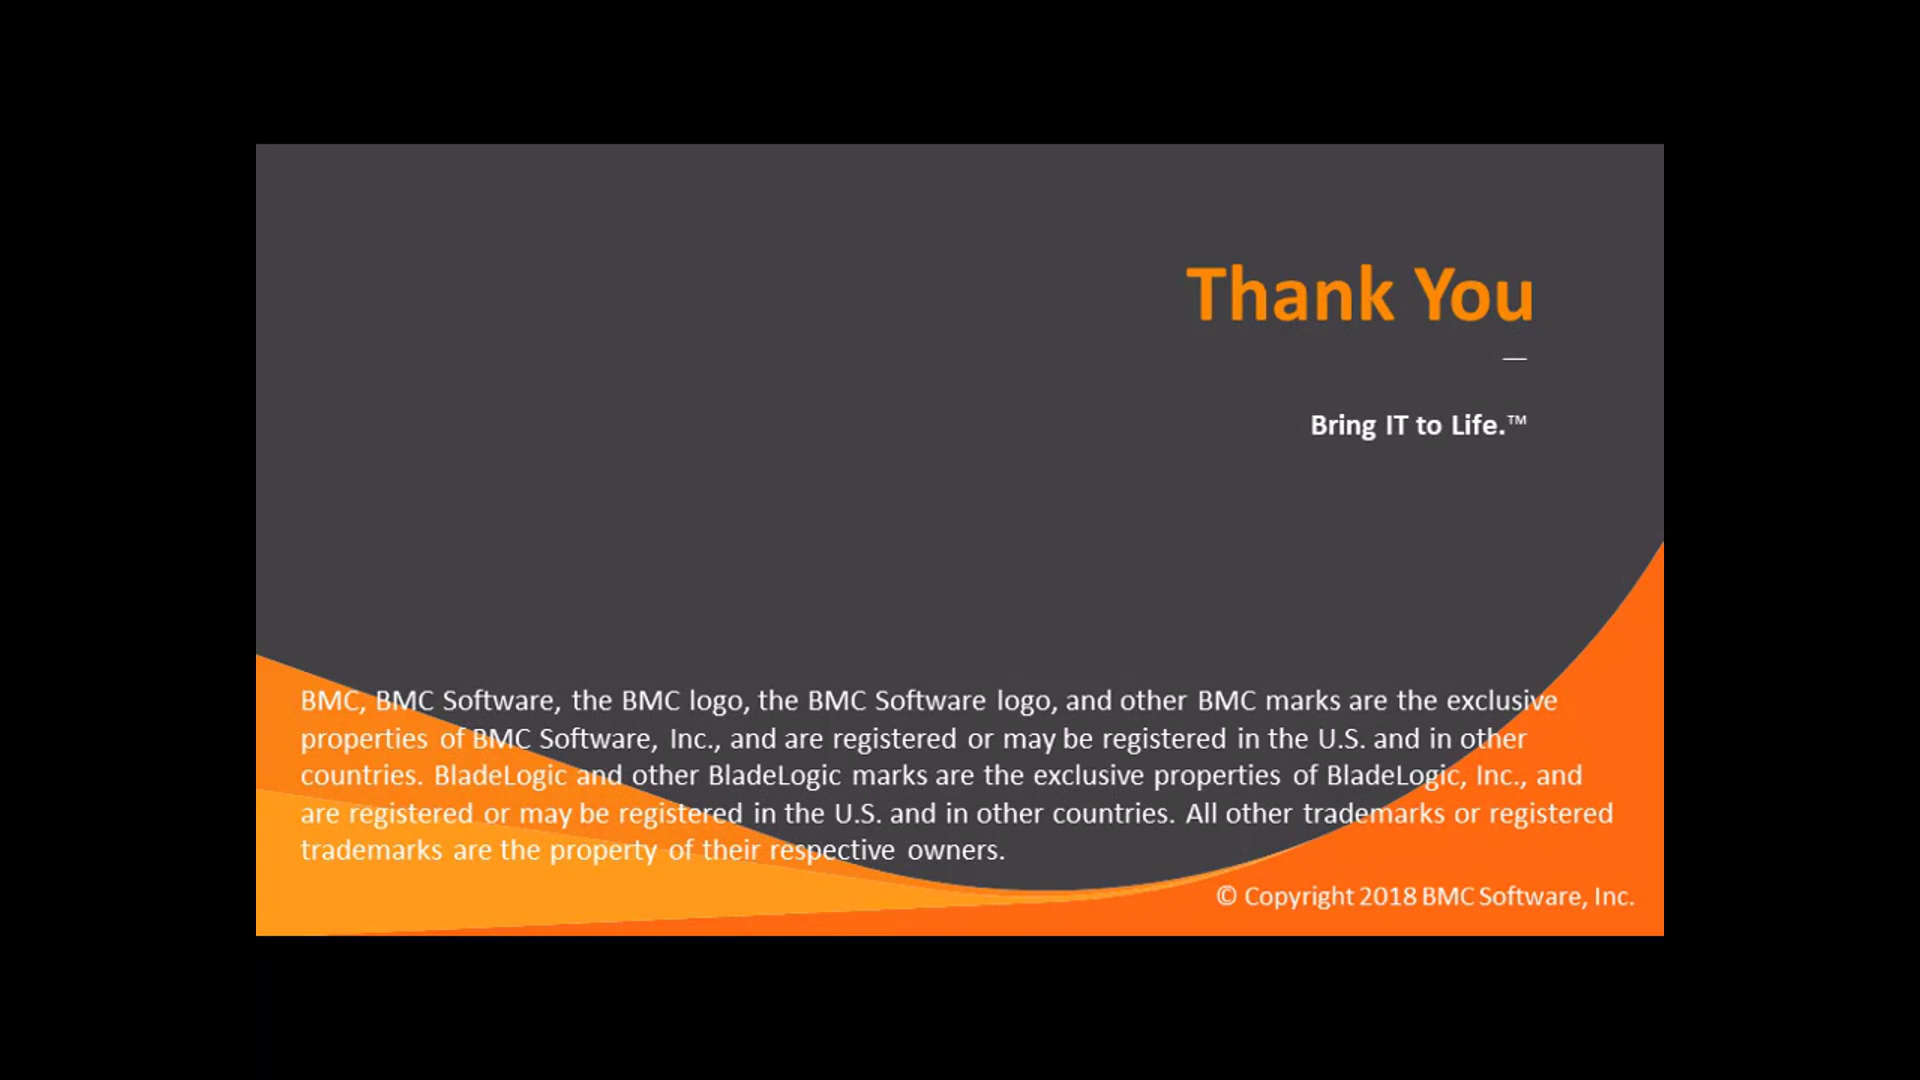 Thank You
—
Bring IT to Life.™
BMC, BMC Software, the BMC logo, the BMC Software logo, and other BMC marks are the exclusive
properties of BMC Software, Inc., and are registered or may be registered in the U.S. and in other
countries. BladeLogic and other BladeLogic marks are the exclusive properties of BladeLogic, Inc., and
are registered or may be registered in the U.S. and in other countries. All other trademarks or registered
trademarks are the property of their respective owners.
© Copyright 2018 BMC Software, Inc.